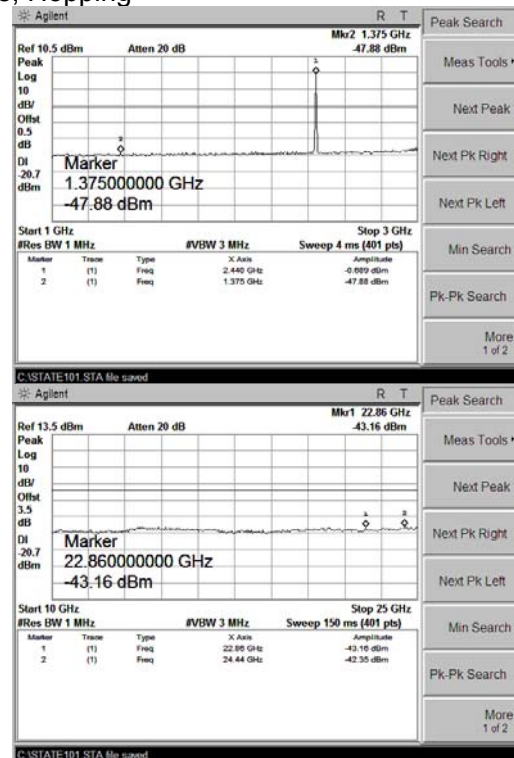 s, Hopping
Agilent R T
Mkr2 1.375 GHz
Ref 10.5 dBm Atten 20 dB -47.88 dBm
Peak
Log
10
dB/
Offst
0.5
dB
DI
-20.7
dBm
1
2
Marker
1.375000000 GHz
-47.88 dBm
Start 1 GHz Stop 3 GHz
#Res BW 1 MHz #VBW 3 MHz Sweep 4 ms (401 pts)
Marker Trace Type X Axis Amplitude
1 (1) Freq 2.440 GHz -0.689 dBm
2 (1) Freq 1.375 GHz -47.88 dBm
C:\STATE101.STA file saved
Peak Search
Meas Tools
Next Peak
Next Pk Right
Next Pk Left
Min Search
Pk-Pk Search
More
1 of 2
Agilent R T
Mkr1 22.86 GHz
Ref 13.5 dBm Atten 20 dB -43.16 dBm
Peak
Log
10
dB/
Offst
3.5
dB
DI
-20.7
dBm
1 2
Marker
22.860000000 GHz
-43.16 dBm
Start 10 GHz Stop 25 GHz
#Res BW 1 MHz #VBW 3 MHz Sweep 150 ms (401 pts)
Marker Trace Type X Axis Amplitude
1 (1) Freq 22.86 GHz -43.16 dBm
2 (1) Freq 24.44 GHz -42.35 dBm
C:\STATE101.STA file saved
Peak Search
Meas Tools
Next Peak
Next Pk Right
Next Pk Left
Min Search
Pk-Pk Search
More
1 of 2